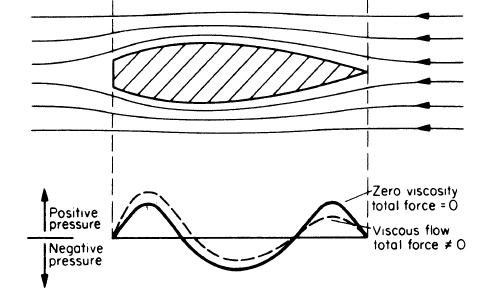 Zero viscosity
total force = 0
Positive
pressure
Viscous flow
total force ≠ 0
Negative
pressure